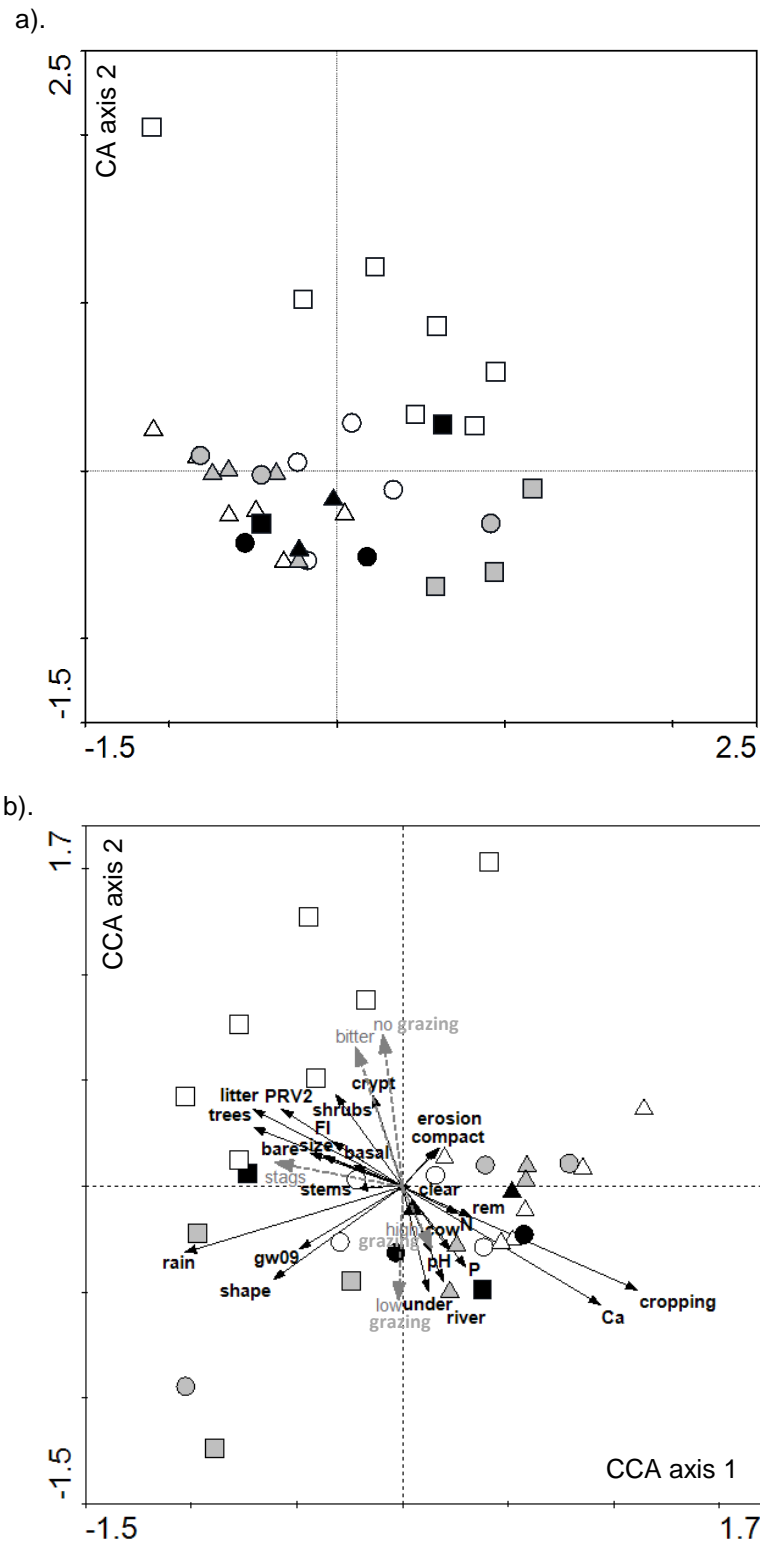 a).
2.5
CA axis 2
-1.5
-1.5
2.5
b).
1.7
CCA axis 2
no grazing
bitter
crypt
litter PRV2
shrubs
erosion
trees
FI
compact
bare
size
basal
stags
stems
clear
rem
high
cow
N
grazing
rain
gw09
pH
P
shape
low
under
cropping
grazing
river
Ca
CCA axis 1
-1.5
-1.5
1.7